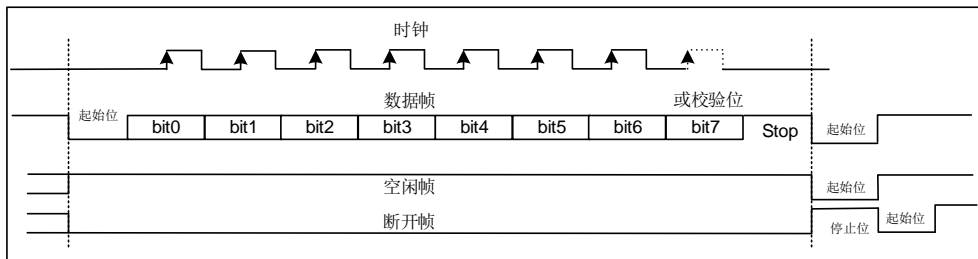 时钟
数据帧 或校验位
起始位 bit0 bit1 bit2 bit3 bit4 bit5 bit6 bit7 Stop 起始位
空闲帧 起始位
断开帧 停止位 起始位